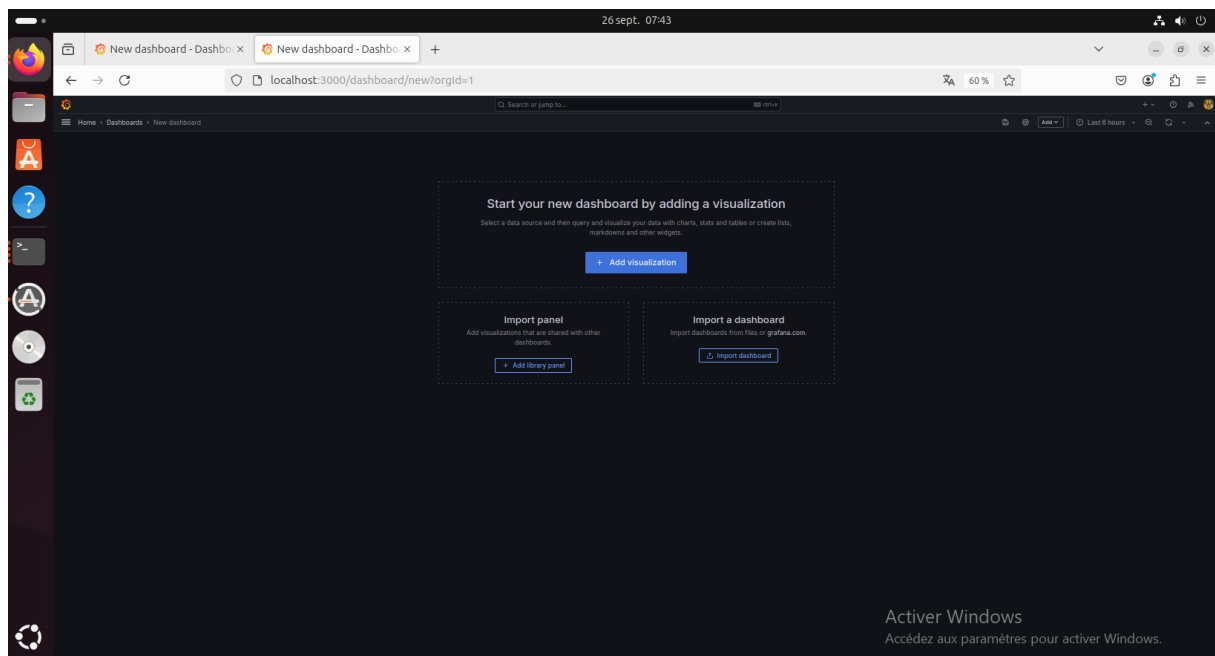 26 sept. 07:43
New dashboard - Dashbo
New dashboard - Dashbo
localhost:3000/dashboard/new?orgId=1
60 %
Search or jump to...
ctrl+k
Home › Dashboards › New dashboard
Add
Last 6 hours
Start your new dashboard by adding a visualization
Select a data source and then query and visualize your data with charts, stats and tables or create lists,
markdowns and other widgets.
+ Add visualization
Import panel
Add visualizations that are shared with other
dashboards.
+ Add library panel
Import a dashboard
Import dashboards from files or grafana.com.
Import dashboard
Activer Windows
Accédez aux paramètres pour activer Windows.